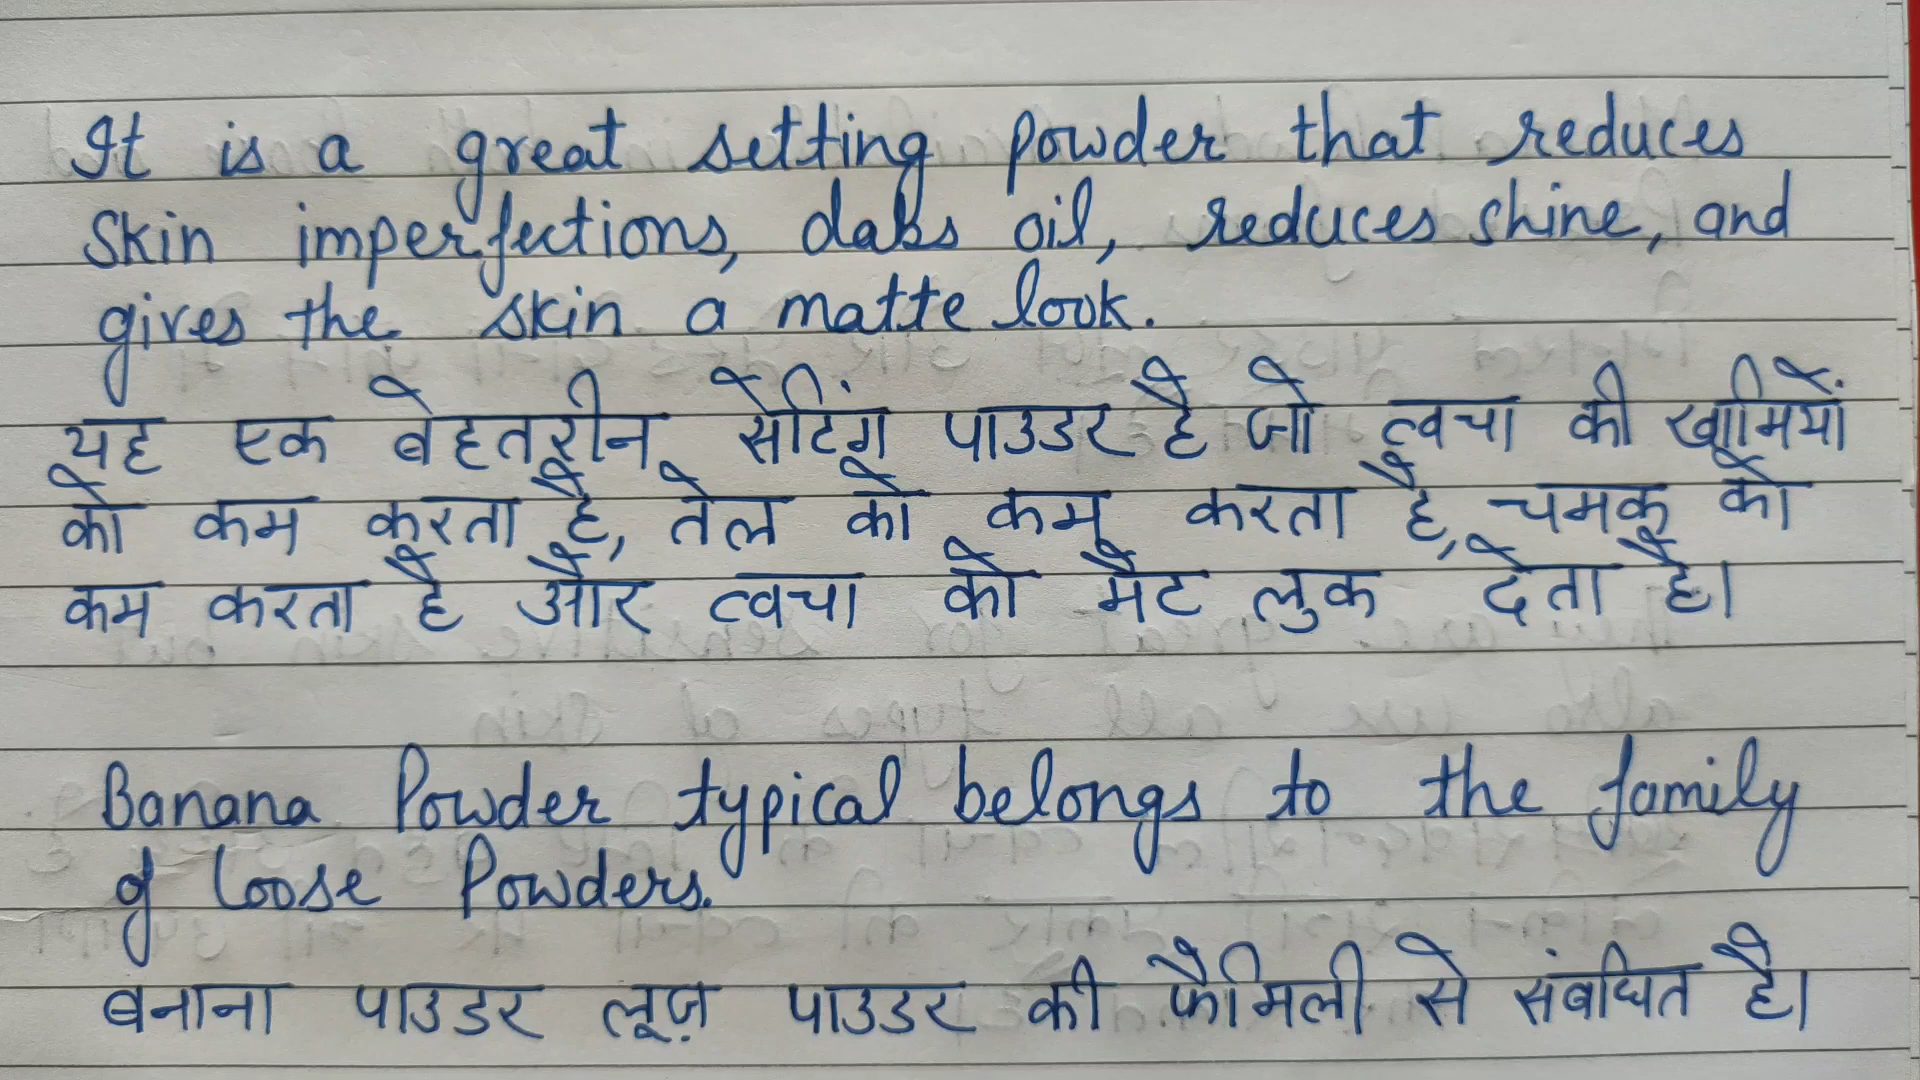 It is a great setting powder that reduces
skin imperfections, dabs oil, reduces shine, and
gives the skin a matte look.
यह एक बेहतरीन सेटिंग पाउडर है जो त्वचा की खामियों
को कम करता है, तेल को कम करता है, चमक को
कम करता है और त्वचा को मैट लुक देता है।
Banana Powder typical belongs to the family
of loose Powders.
बनाना पाउडर लूज़ पाउडर की फैमिली से संबंधित है।